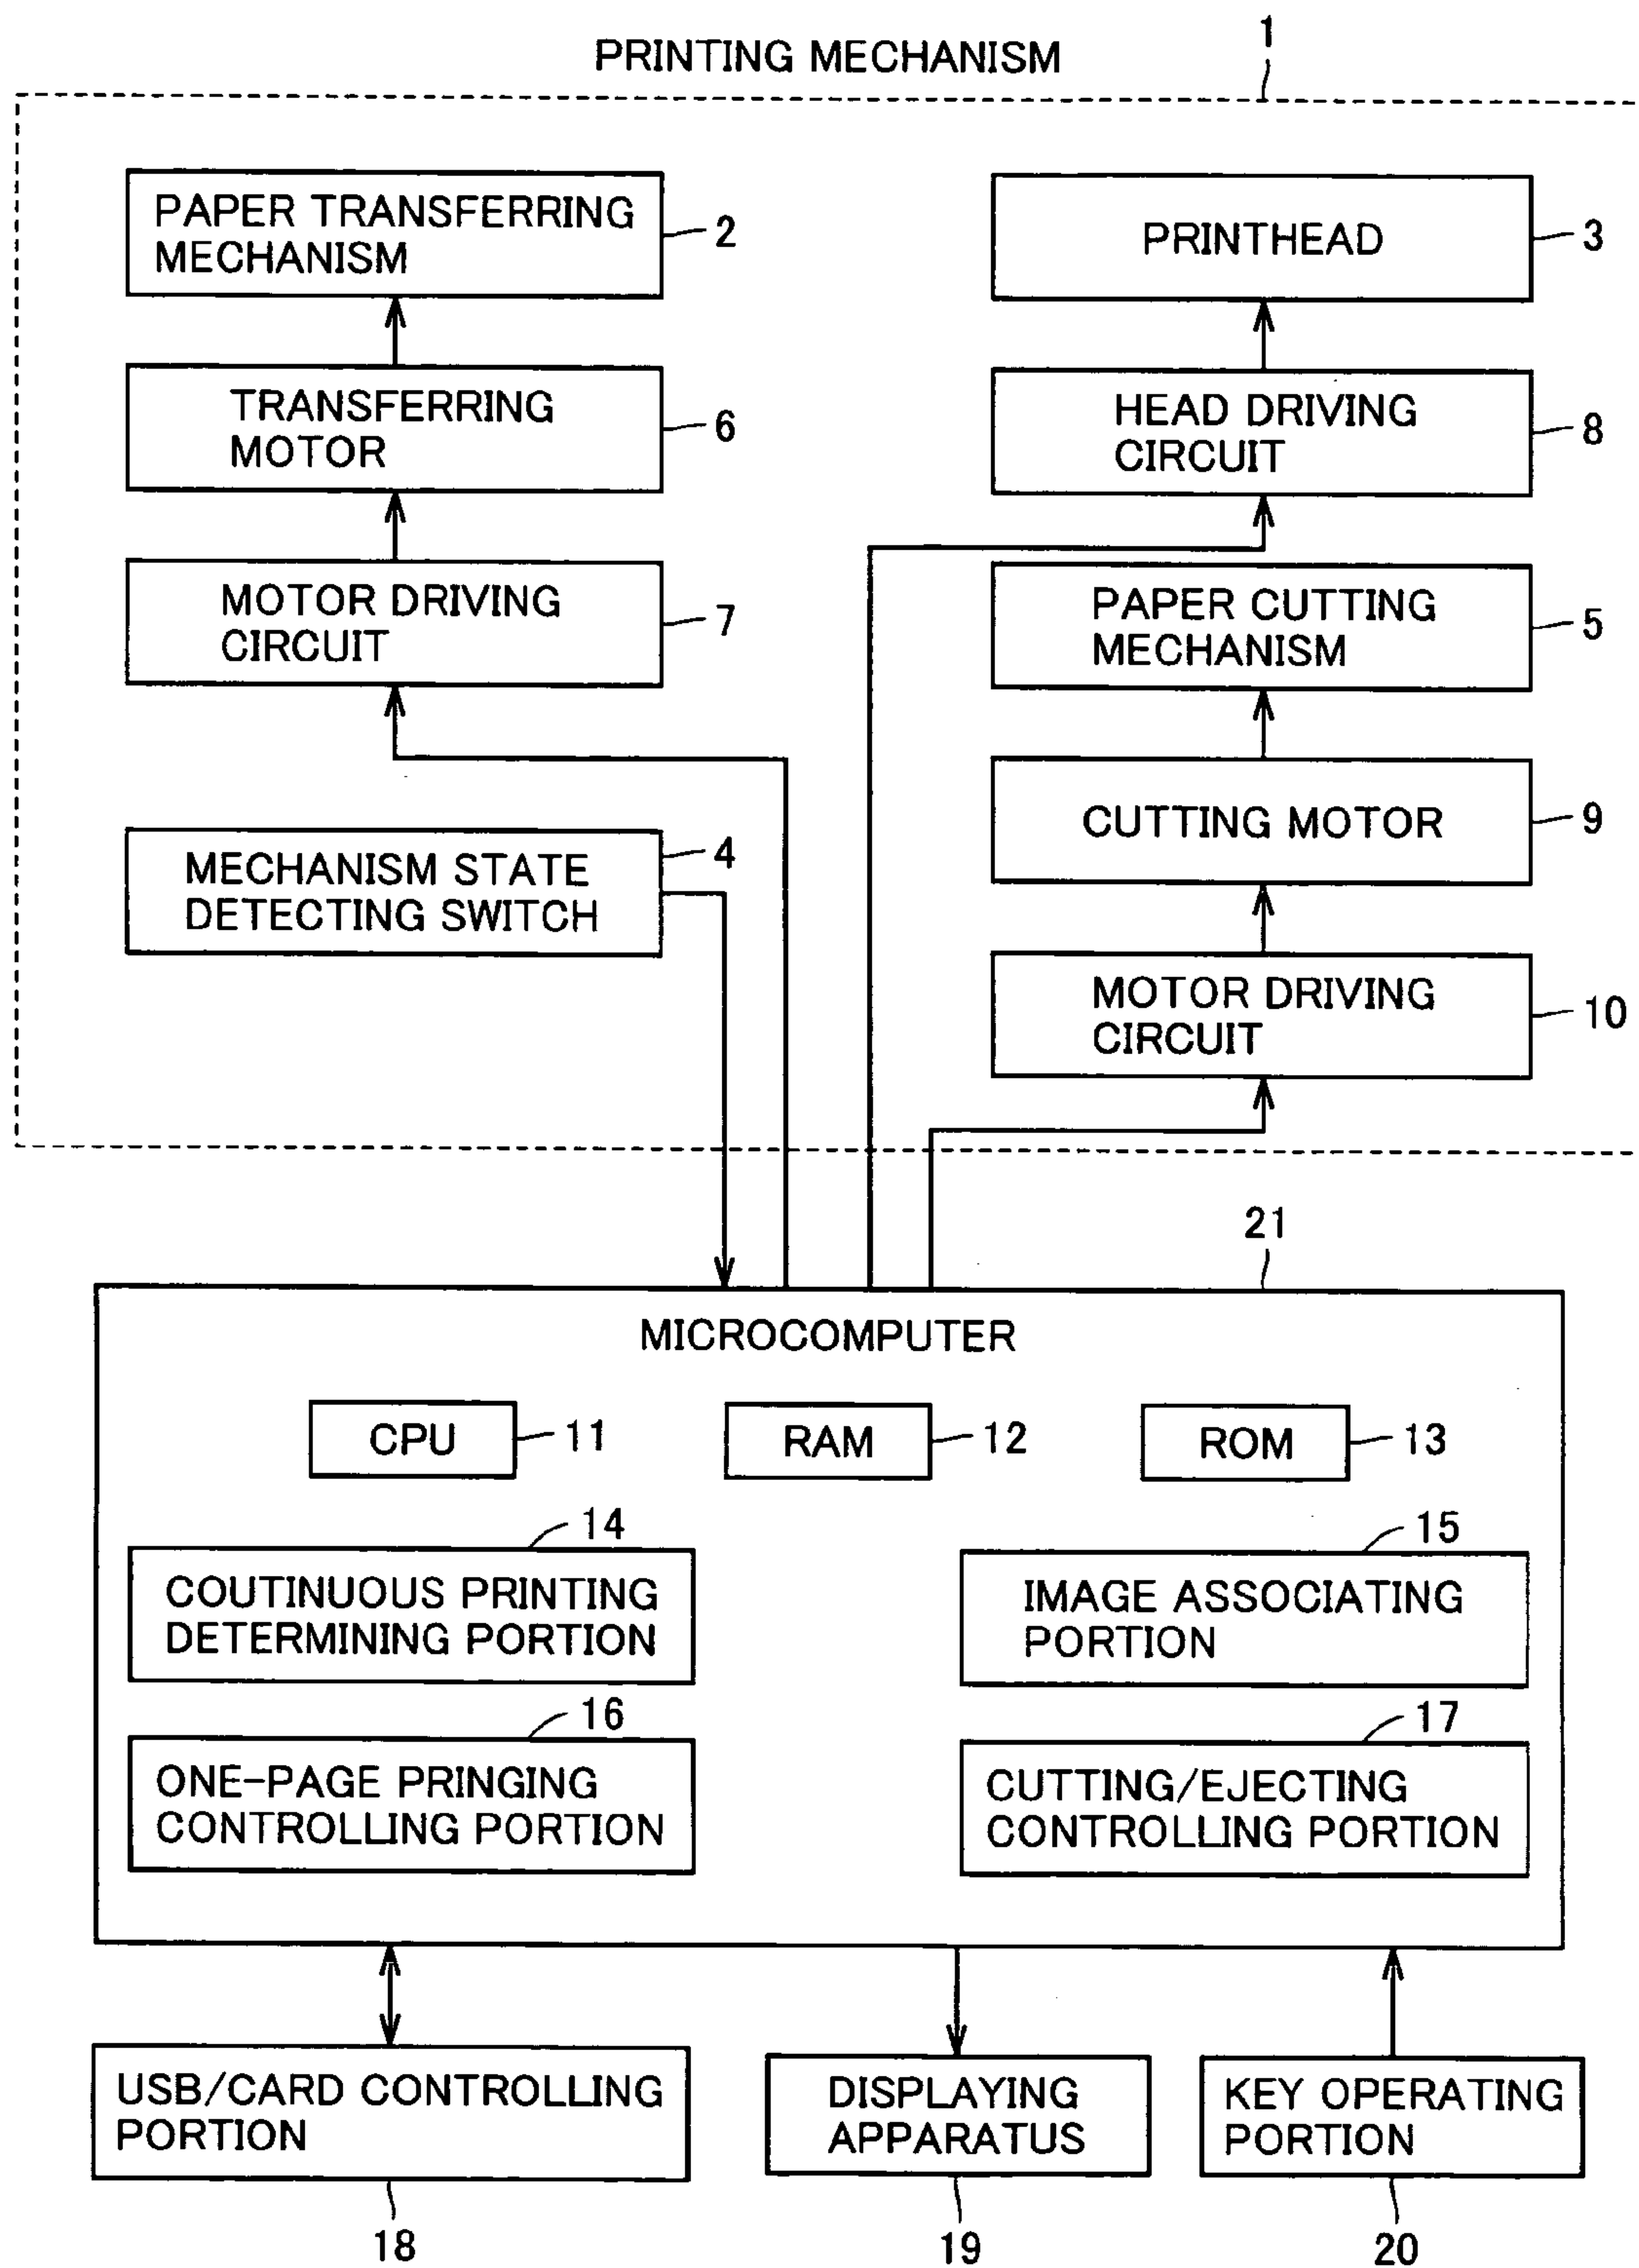 1
PRINTING MECHANISM
PAPER TRANSFERRING
MECHANISM
2
PRINTHEAD
3
TRANSFERRING
MOTOR
6
HEAD DRIVING
CIRCUIT
8
MOTOR DRIVING
CIRCUIT
7
PAPER CUTTING
MECHANISM
5
MECHANISM STATE
DETECTING SWITCH
4
CUTTING MOTOR
9
MOTOR DRIVING
CIRCUIT
10
21
MICROCOMPUTER
CPU
11
RAM
12
ROM
13
14
COUTINUOUS PRINTING
DETERMINING PORTION
15
IMAGE ASSOCIATING
PORTION
16
ONE-PAGE PRINGING
CONTROLLING PORTION
17
CUTTING/EJECTING
CONTROLLING PORTION
USB/CARD CONTROLLING
PORTION
18
DISPLAYING
APPARATUS
19
KEY OPERATING
PORTION
20